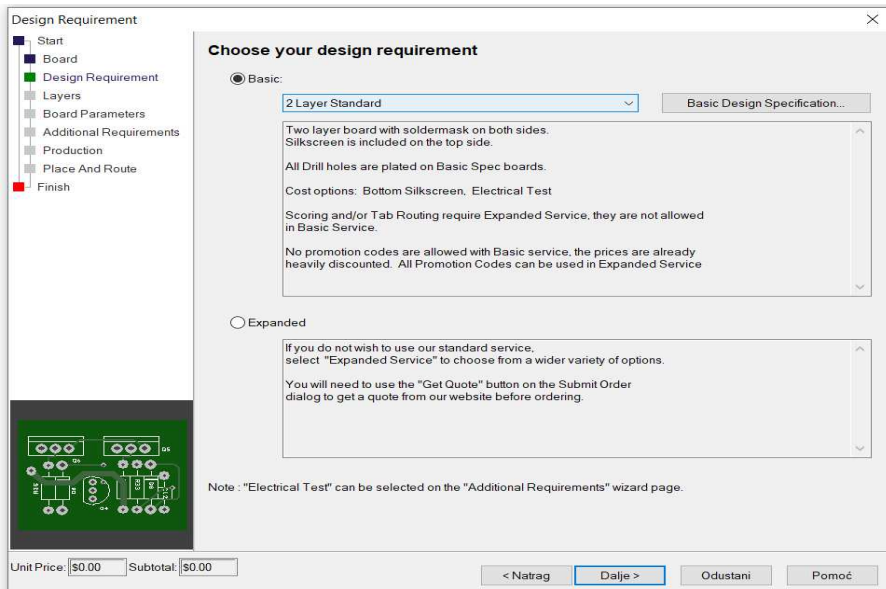 Design Requirement
Start
Board
Design Requirement
Layers
Board Parameters
Additional Requirements
Production
Place And Route
Finish
Choose your design requirement
Basic:
2 Layer Standard
Basic Design Specification...
Two layer board with soldermask on both sides.
Silkscreen is included on the top side.
All Drill holes are plated on Basic Spec boards.
Cost options: Bottom Silkscreen, Electrical Test
Scoring and/or Tab Routing require Expanded Service, they are not allowed
in Basic Service.
No promotion codes are allowed with Basic service, the prices are already
heavily discounted. All Promotion Codes can be used in Expanded Service
Expanded
If you do not wish to use our standard service,
select "Expanded Service" to choose from a wider variety of options.
You will need to use the "Get Quote" button on the Submit Order
dialog to get a quote from our website before ordering.
Note : "Electrical Test" can be selected on the "Additional Requirements" wizard page.
Unit Price: $0.00 Subtotal: $0.00
< Natrag
Dalje >
Odustani
Pomoć